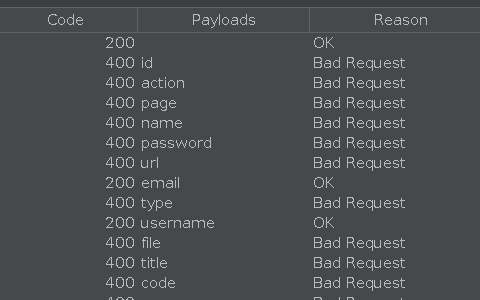 Code Payloads Reason
200 OK
400 id Bad Request
400 action Bad Request
400 page Bad Request
400 name Bad Request
400 password Bad Request
400 url Bad Request
200 email OK
400 type Bad Request
200 username OK
400 file Bad Request
400 title Bad Request
400 code Bad Request